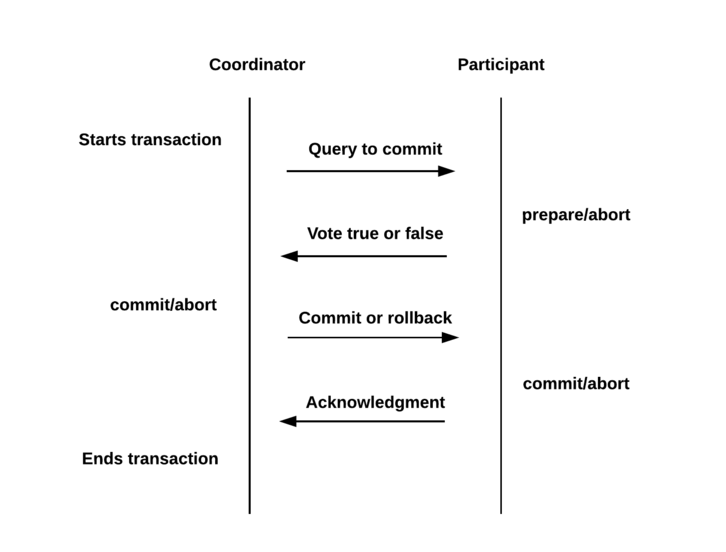 Coordinator
Participant
Starts transaction
Query to commit
prepare/abort
Vote true or false
commit/abort
Commit or rollback
commit/abort
Acknowledgment
Ends transaction